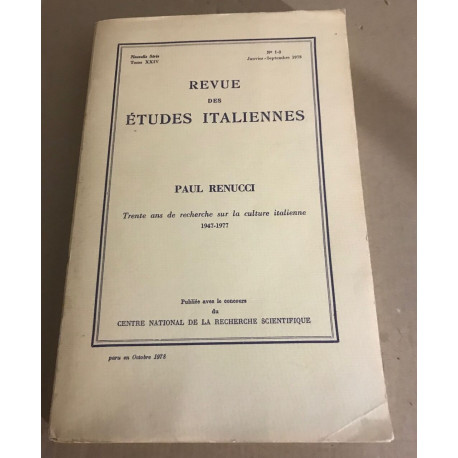 Nouvelle Série
Tome XXIV
N° 1-3
Janvier-Septembre 1978
REVUE
DES
ÉTUDES ITALIENNES
PAUL RENUCCI
Trente ans de recherche sur la culture italienne
1947-1977
Publiée avec le concours
du
CENTRE NATIONAL DE LA RECHERCHE SCIENTIFIQUE
paru en Octobre 1978